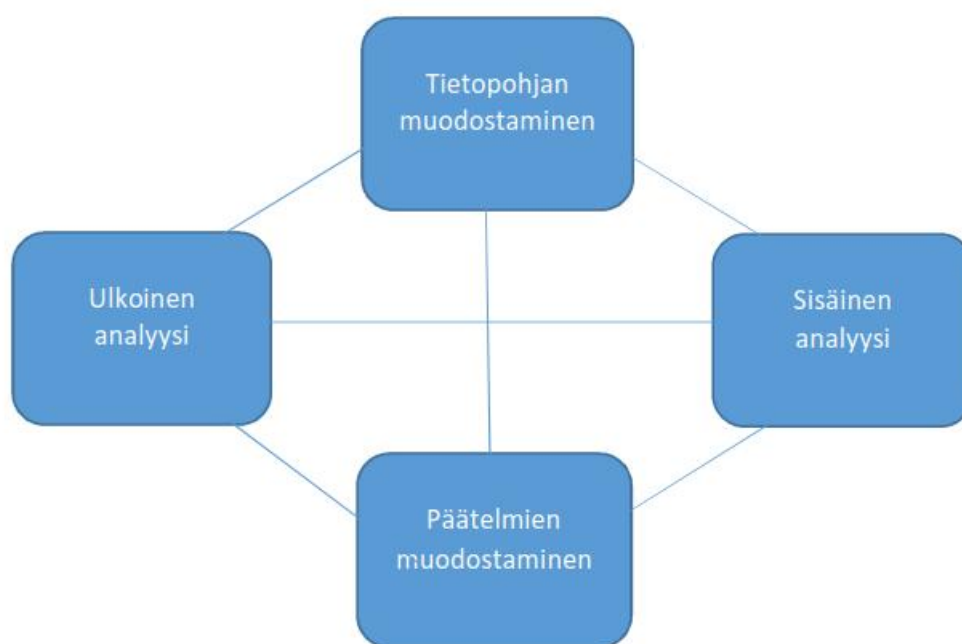 Tietopohjan
muodostaminen
Ulkoinen
analyysi
Sisäinen
analyysi
Päätelmien
muodostaminen